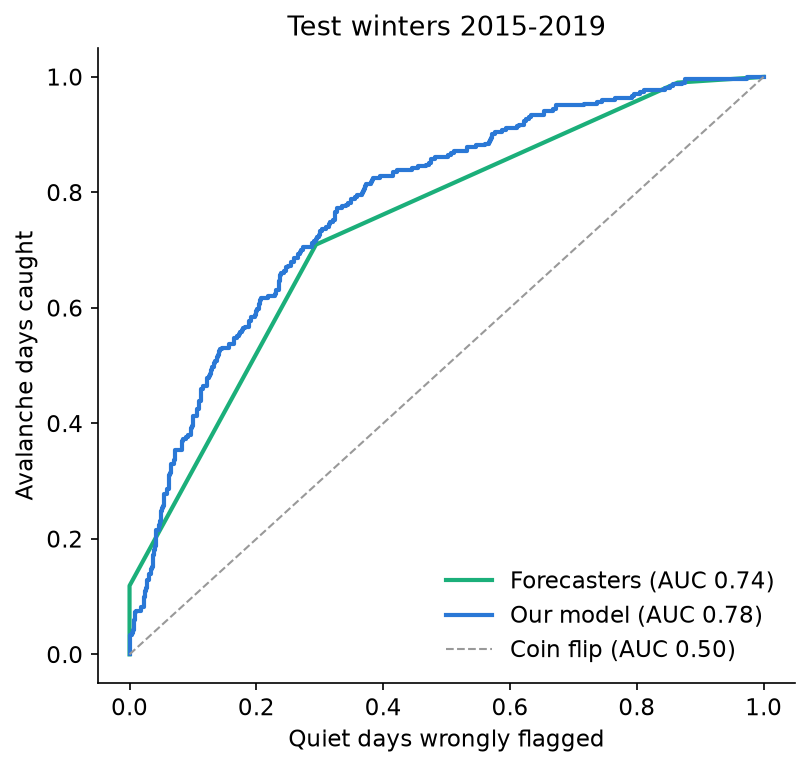 Test winters 2015-2019
Avalanche days caught
1.0
0.8
0.6
0.4
0.2
0.0
Forecasters (AUC 0.74)
Our model (AUC 0.78)
Coin flip (AUC 0.50)
0.0 0.2 0.4 0.6 0.8 1.0
Quiet days wrongly flagged